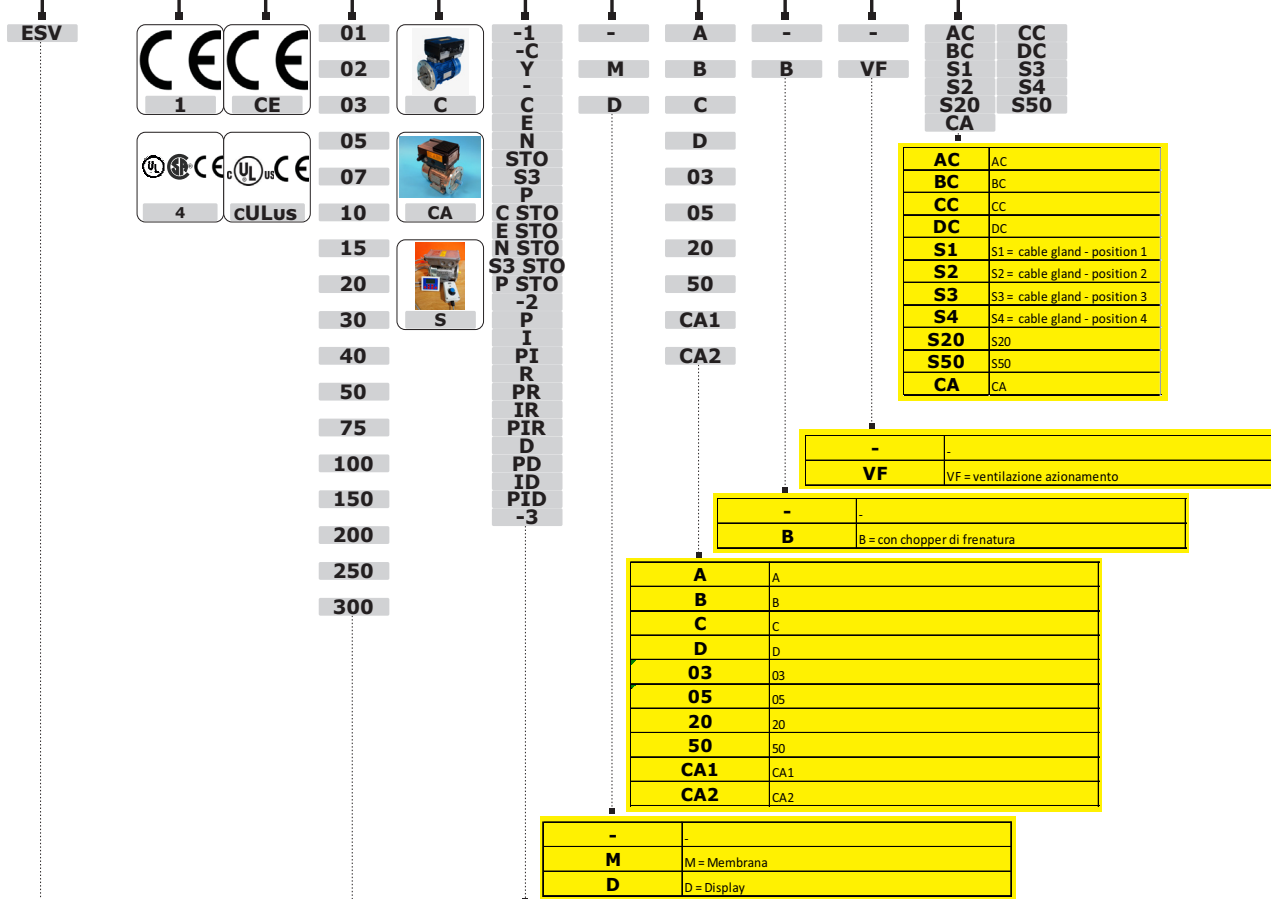 ESV
1
4
CE
cULus
01
02
03
05
07
10
15
20
30
40
50
75
100
150
200
250
300
C
CA
S
-1
-C
Y
-
C
E
N
STO
S3
P
C STO
E STO
N STO
S3 STO
P STO
-2
P
I
PI
R
PR
IR
PIR
D
PD
ID
PID
-3
-
M
D
A
B
C
D
03
05
20
50
CA1
CA2
-
B
-
VF
AC CC
BC DC
S1 S3
S2 S4
S20 S50
CA
AC AC
BC BC
CC CC
DC DC
S1 S1 = cable gland - position 1
S2 S2 = cable gland - position 2
S3 S3 = cable gland - position 3
S4 S4 = cable gland - position 4
S20 S20
S50 S50
CA CA
- -
VF VF = ventilazione azionamento
- -
B B = con chopper di frenatura
A A
B B
C C
D D
03 03
05 05
20 20
50 50
CA1 CA1
CA2 CA2
- -
M M = Membrana
D D = Display